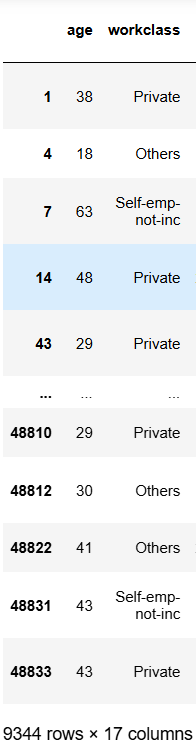 age workclass
1 38 Private
4 18 Others
7 63 Self-emp-
not-inc
14 48 Private
43 29 Private
... ... ...
48810 29 Private
48812 30 Others
48822 41 Others
48831 43 Self-emp-
not-inc
48833 43 Private
9344 rows × 17 columns